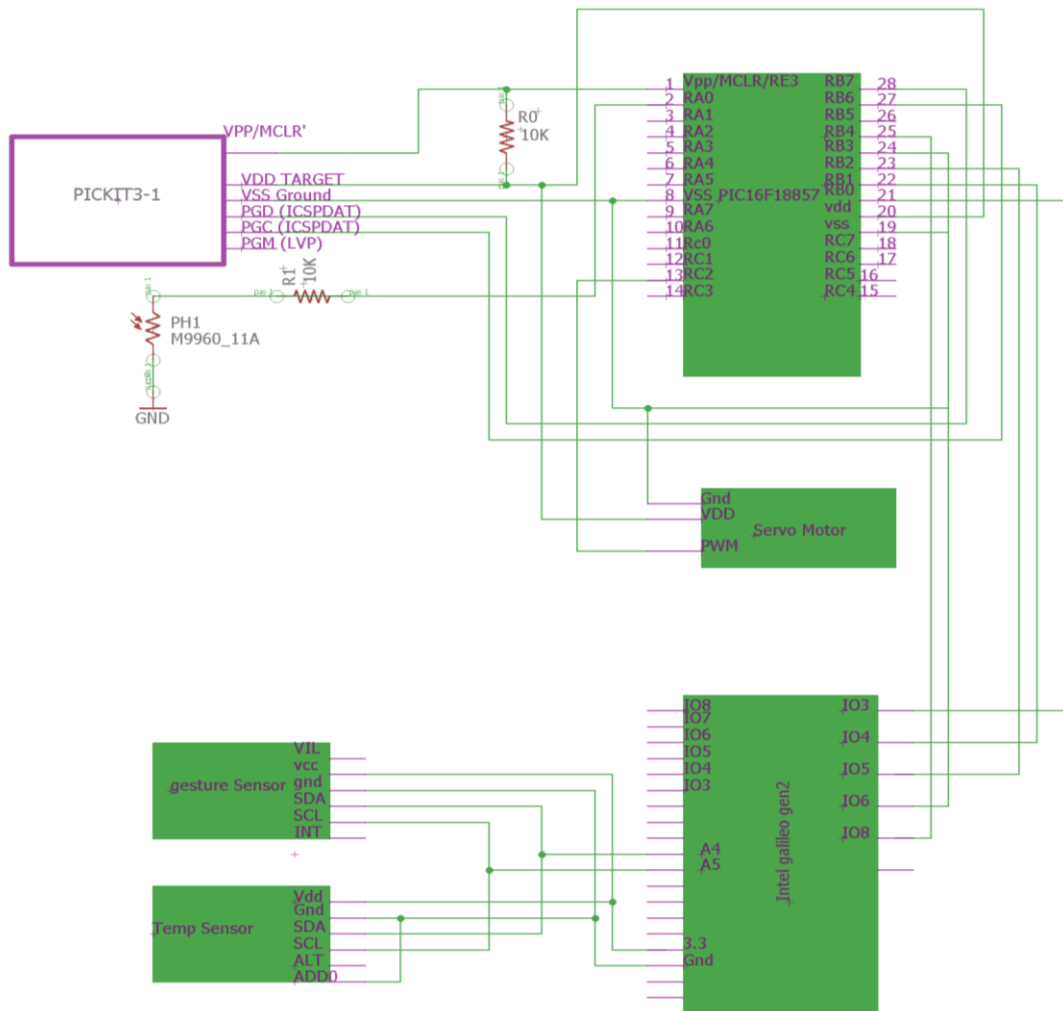 VPP/MCLR'
VDD TARGET
VSS Ground
PGD (ICSPDAT)
PGC (ICSPDAT)
PGM (LVP)
PICKIT3-1
R0
10K
R1
10K
pas 1
pas 1
pas 1
PH1
M9960_11A
GND
1
2
3
4
5
6
7
8
9
10
11
12
13
14
Vpp/MCLR/RE3
RA0
RA1
RA2
RA3
RA4
RA5
VSS
RA7
RA6
Rc0
RC1
RC2
RC3
PIC16F18857
RB7
RB6
RB5
RB4
RB3
RB2
RB1
RB0
vdd
vss
RC7
RC6
RC5
RC4
28
27
26
25
24
23
22
21
20
19
18
17
16
15
Gnd
VDD
PWM
Servo Motor
gesture Sensor
VIL
vcc
gnd
SDA
SCL
INT
Temp Sensor
Vdd
Gnd
SDA
SCL
ALT
ADD0
IO8
IO7
IO6
IO5
IO4
IO3
A4
A5
3.3
Gnd
Intel galileo gen2
IO3
IO4
IO5
IO6
IO8